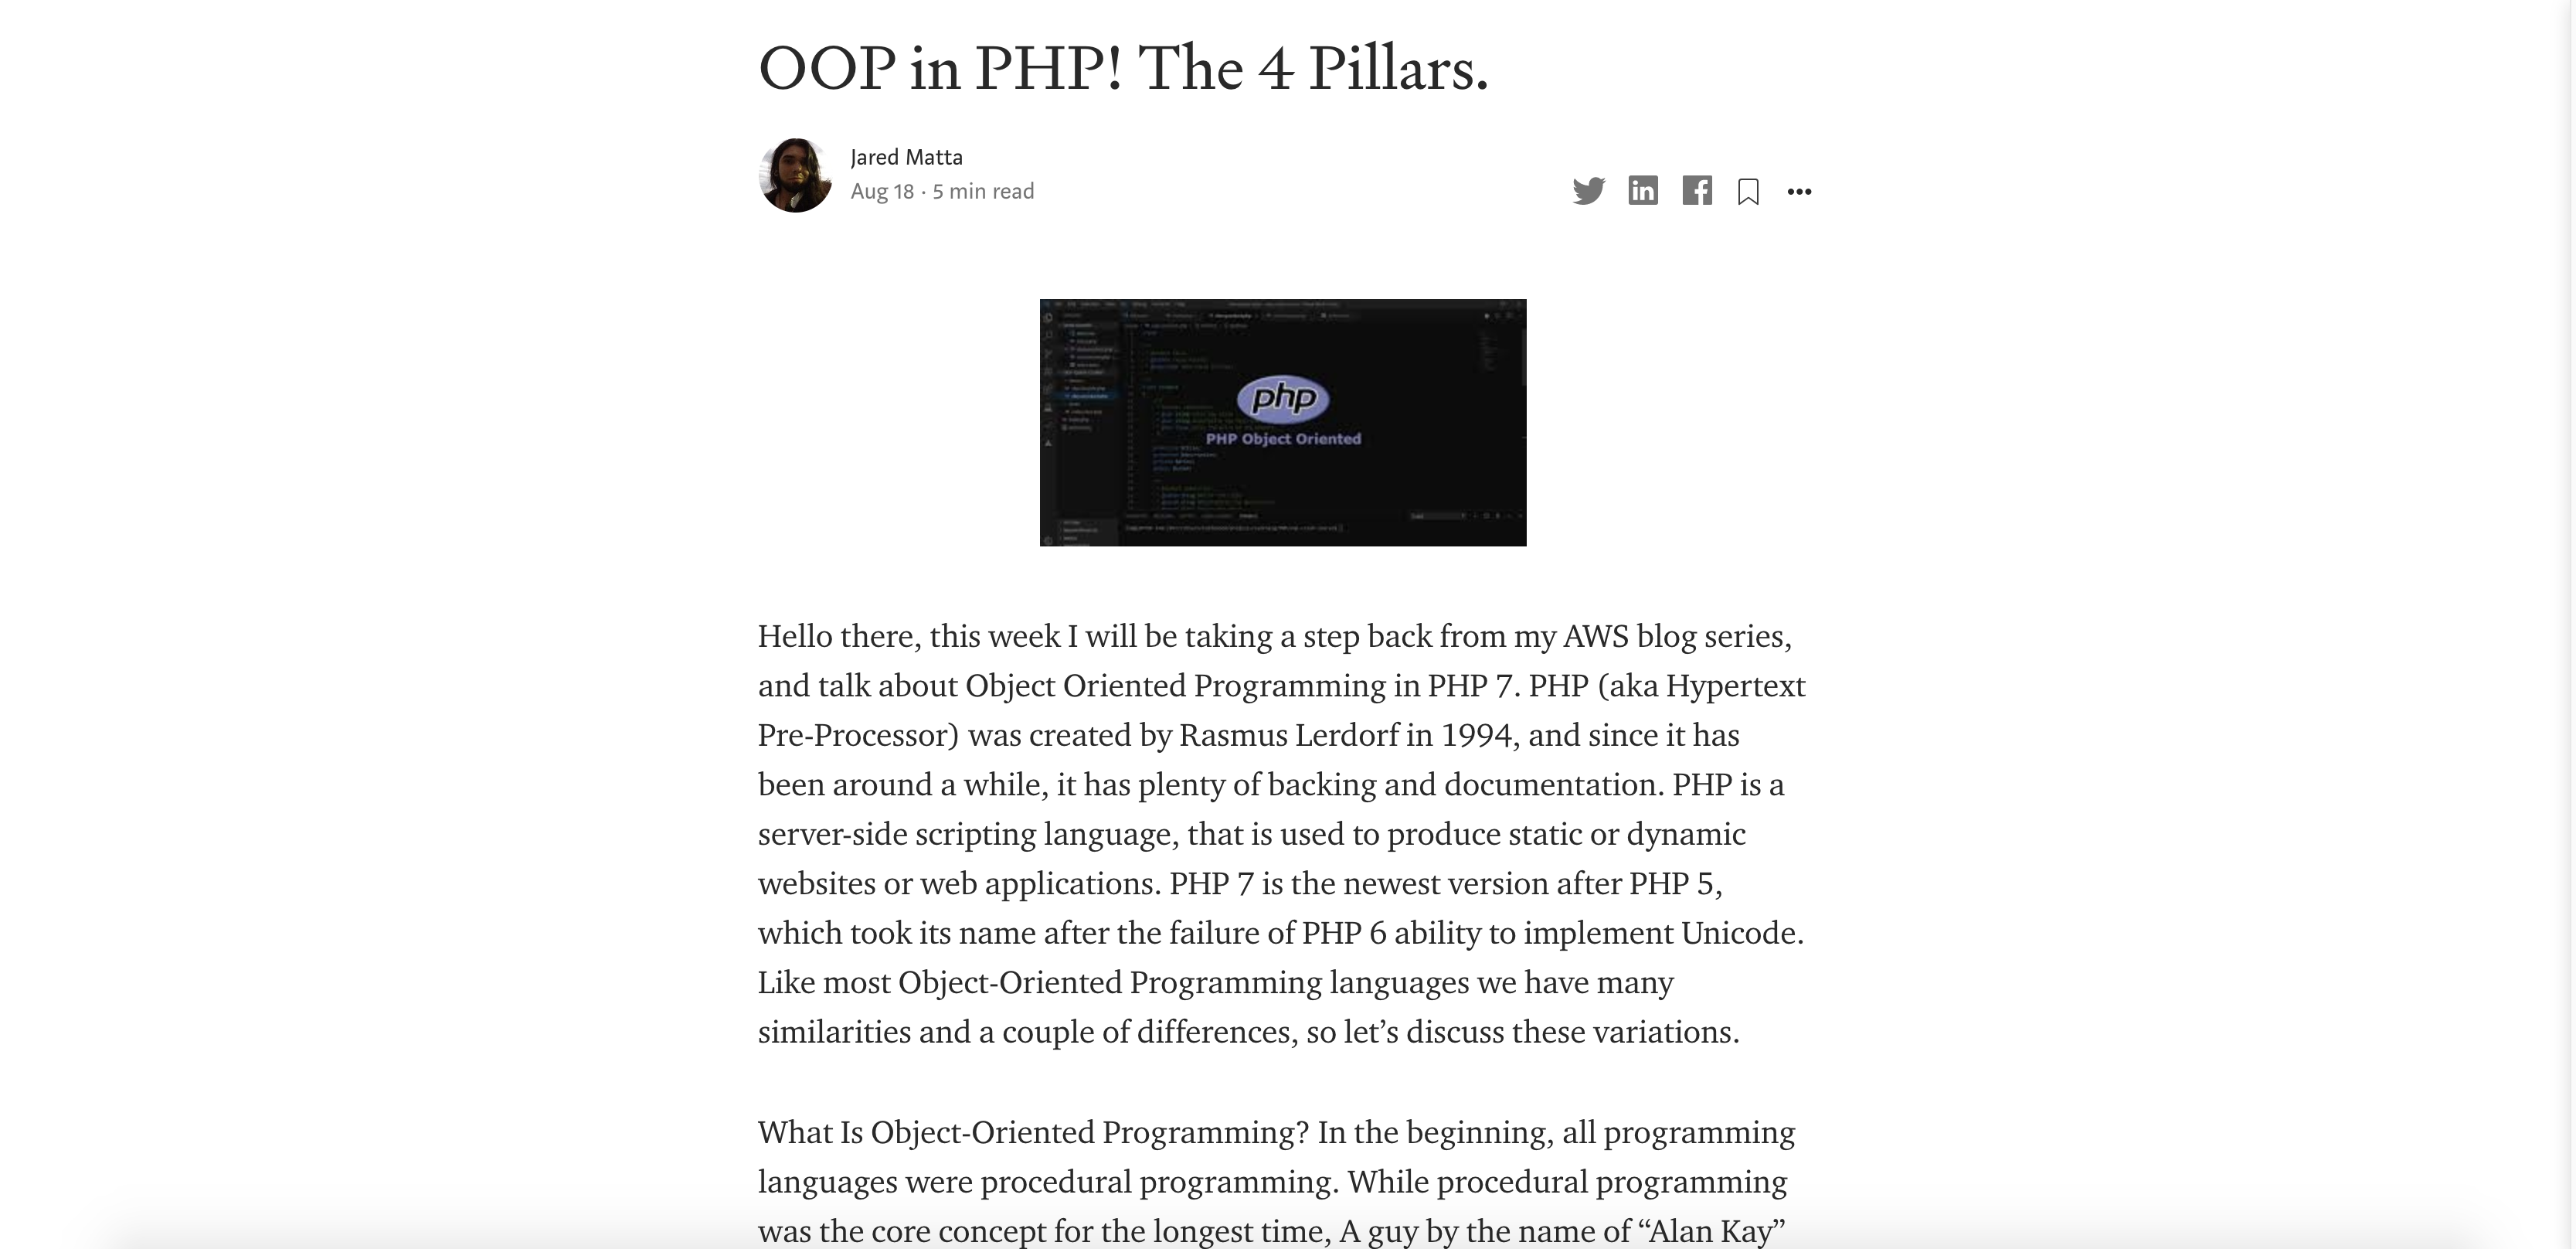 OOP in PHP! The 4 Pillars.
Jared Matta
Aug 18 · 5 min read
php
PHP Object Oriented
Hello there, this week I will be taking a step back from my AWS blog series,
and talk about Object Oriented Programming in PHP 7. PHP (aka Hypertext
Pre-Processor) was created by Rasmus Lerdorf in 1994, and since it has
been around a while, it has plenty of backing and documentation. PHP is a
server-side scripting language, that is used to produce static or dynamic
websites or web applications. PHP 7 is the newest version after PHP 5,
which took its name after the failure of PHP 6 ability to implement Unicode.
Like most Object-Oriented Programming languages we have many
similarities and a couple of differences, so let’s discuss these variations.
What Is Object-Oriented Programming? In the beginning, all programming
languages were procedural programming. While procedural programming
was the core concept for the longest time, A guy by the name of “Alan Kay”